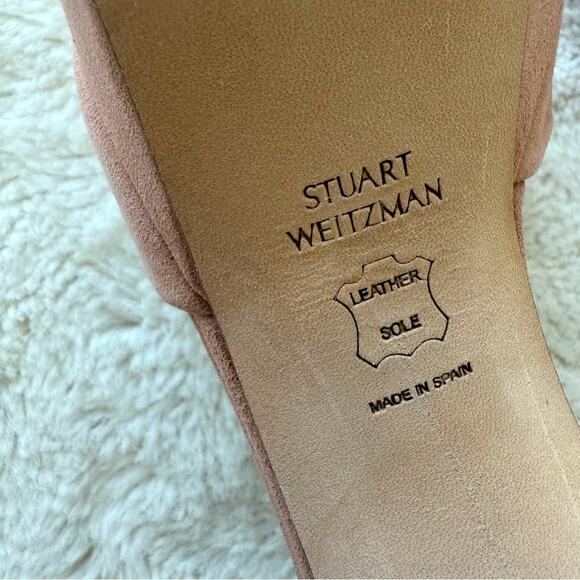 STUART
WEITZMAN
LEATHER
SOLE
MADE IN SPAIN